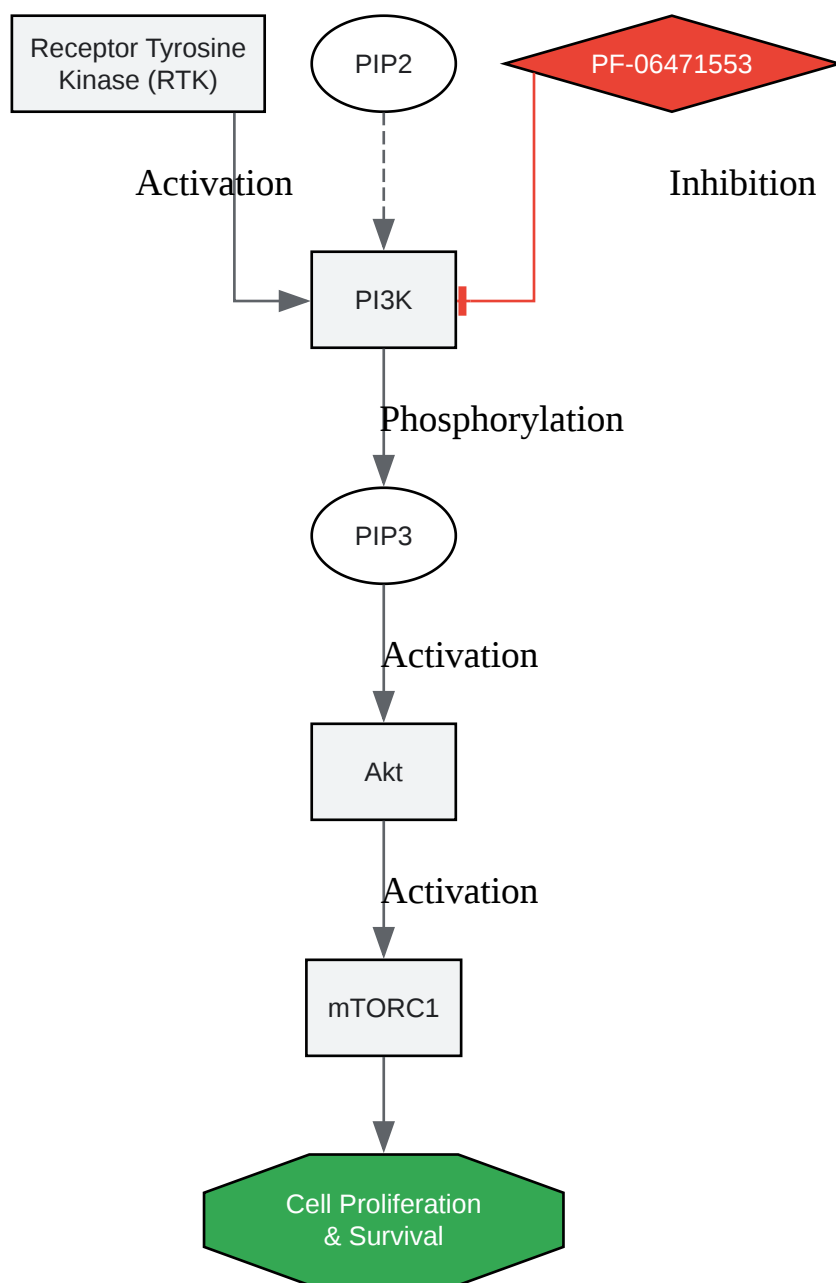 Receptor Tyrosine
Kinase (RTK)
PIP2
PF-06471553
Activation
Inhibition
PI3K
Phosphorylation
PIP3
Activation
Akt
Activation
mTORC1
Cell Proliferation
& Survival